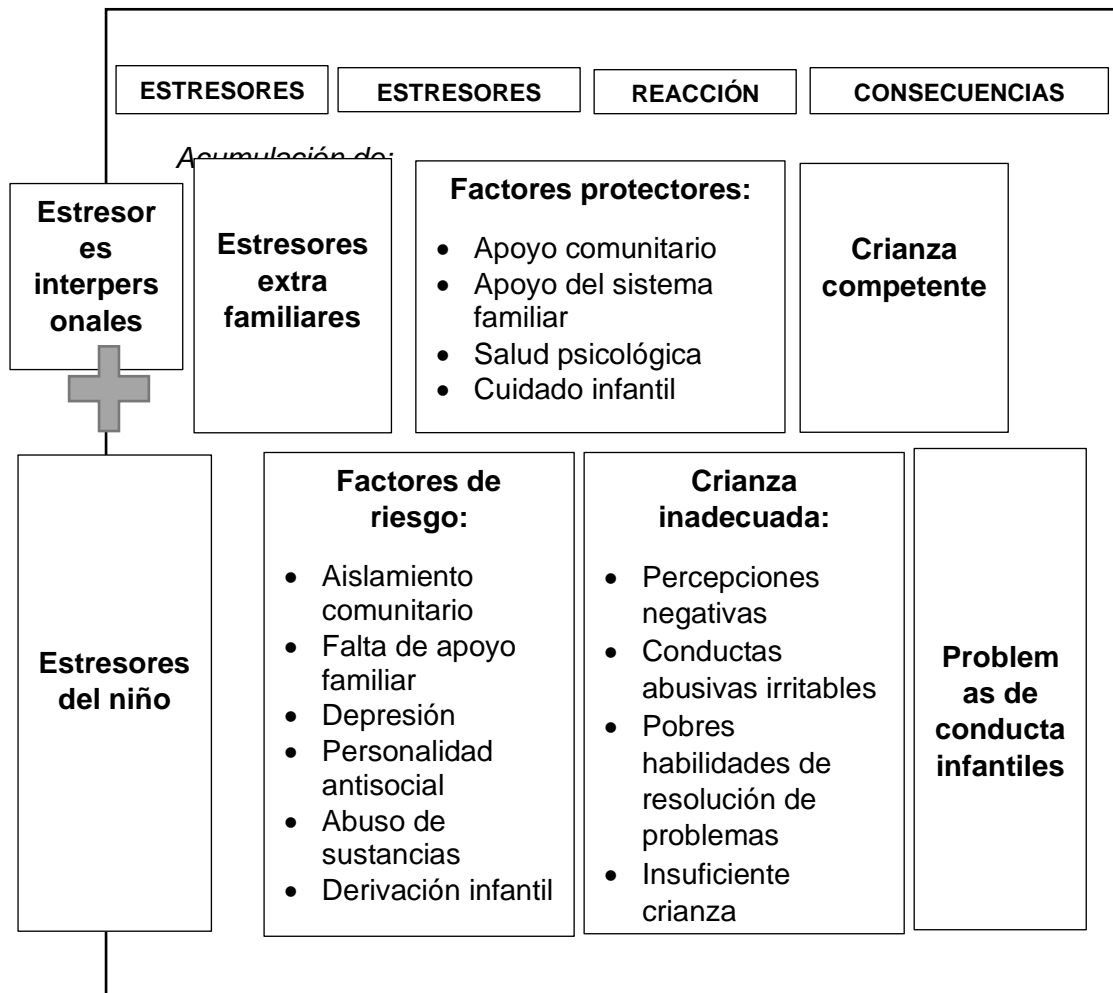 ESTRESORES
ESTRESORES
REACCIÓN
CONSECUENCIAS
Acumulación de:
Estresor
es
interpers
onales
Estresores
extra
familiares
Factores protectores:
• Apoyo comunitario
• Apoyo del sistema
familiar
• Salud psicológica
• Cuidado infantil
Crianza
competente
Estresores
del niño
Factores de
riesgo:
• Aislamiento
comunitario
• Falta de apoyo
familiar
• Depresión
• Personalidad
antisocial
• Abuso de
sustancias
• Derivación infantil
Crianza
inadecuada:
• Percepciones
negativas
• Conductas
abusivas irritables
• Pobres
habilidades de
resolución de
problemas
• Insuficiente
crianza
Problem
as de
conducta
infantiles